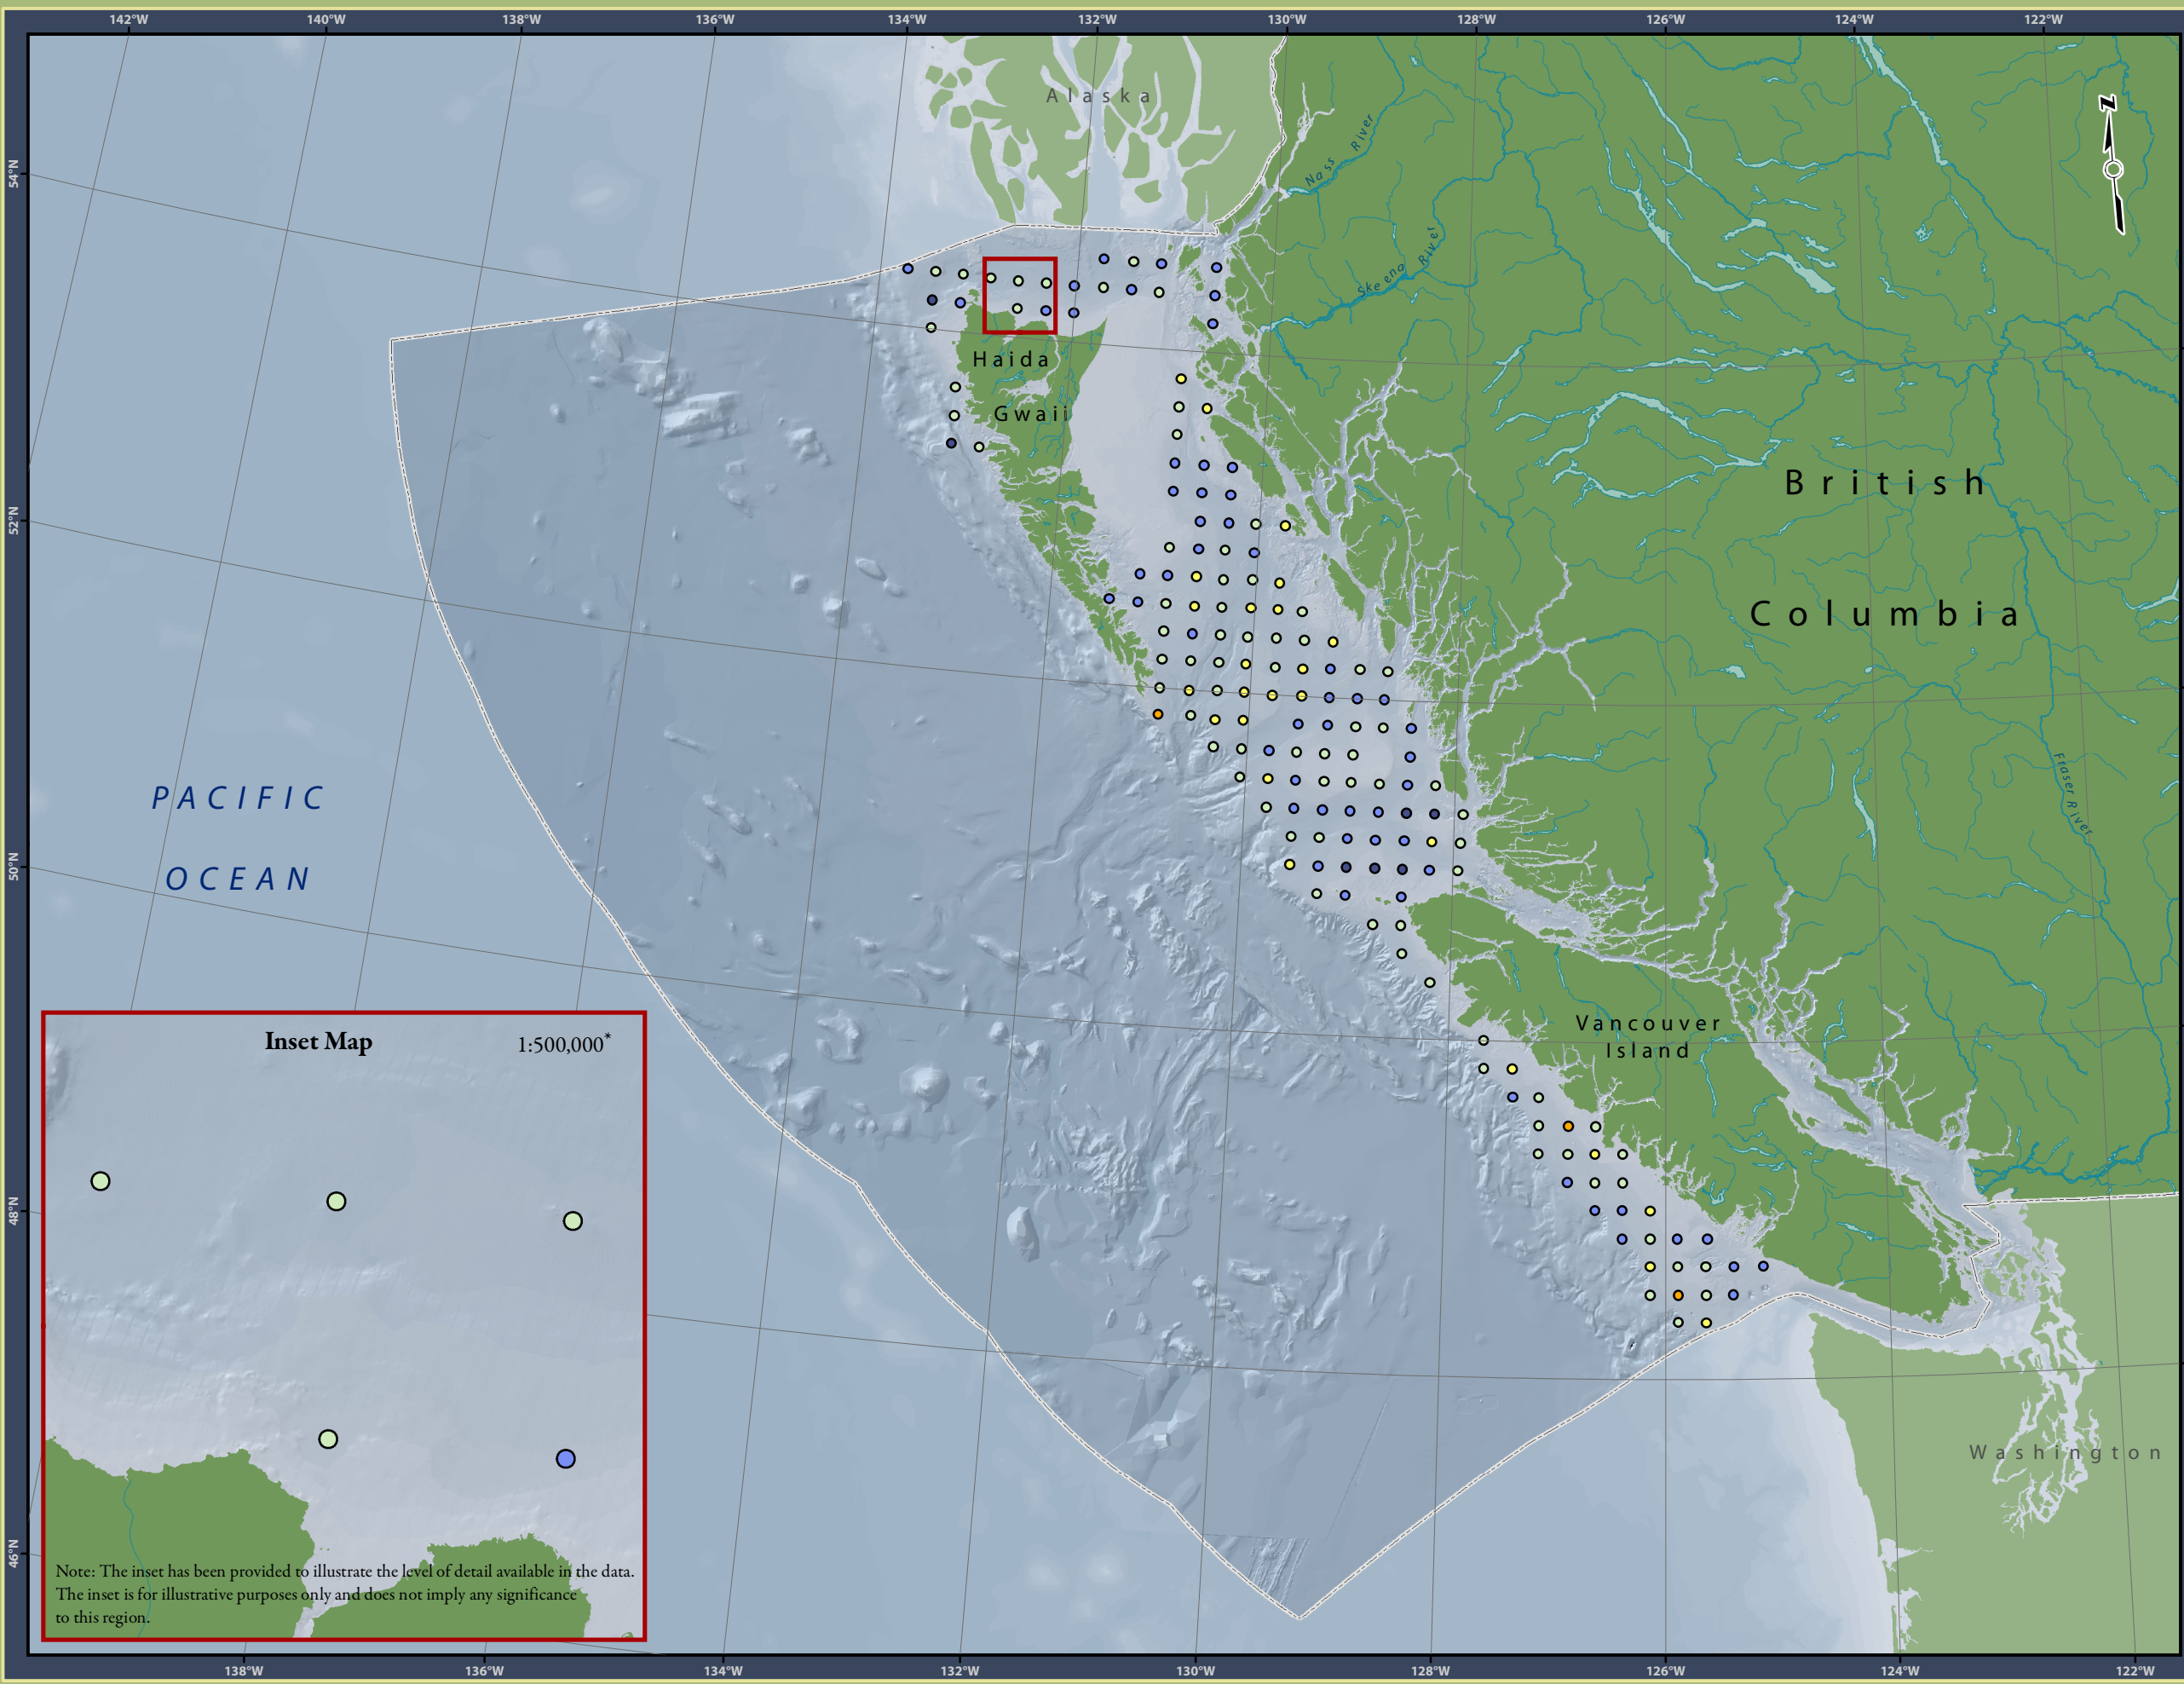 142°W 140°W 138°W 136°W 134°W 132°W 130°W 128°W 126°W 124°W 122°W
Alaska
N
54°N
Nass River
Skeena River
Haida
Gwaii
British
Columbia
52°N
PACIFIC
OCEAN
Fraser River
50°N
Vancouver
Island
Inset Map
1:500,000*
48°N
Washington
46°N
Note: The inset has been provided to illustrate the level of detail available in the data.
The inset is for illustrative purposes only and does not imply any significance
to this region.
138°W 136°W 134°W 132°W 130°W 128°W 126°W 124°W 122°W